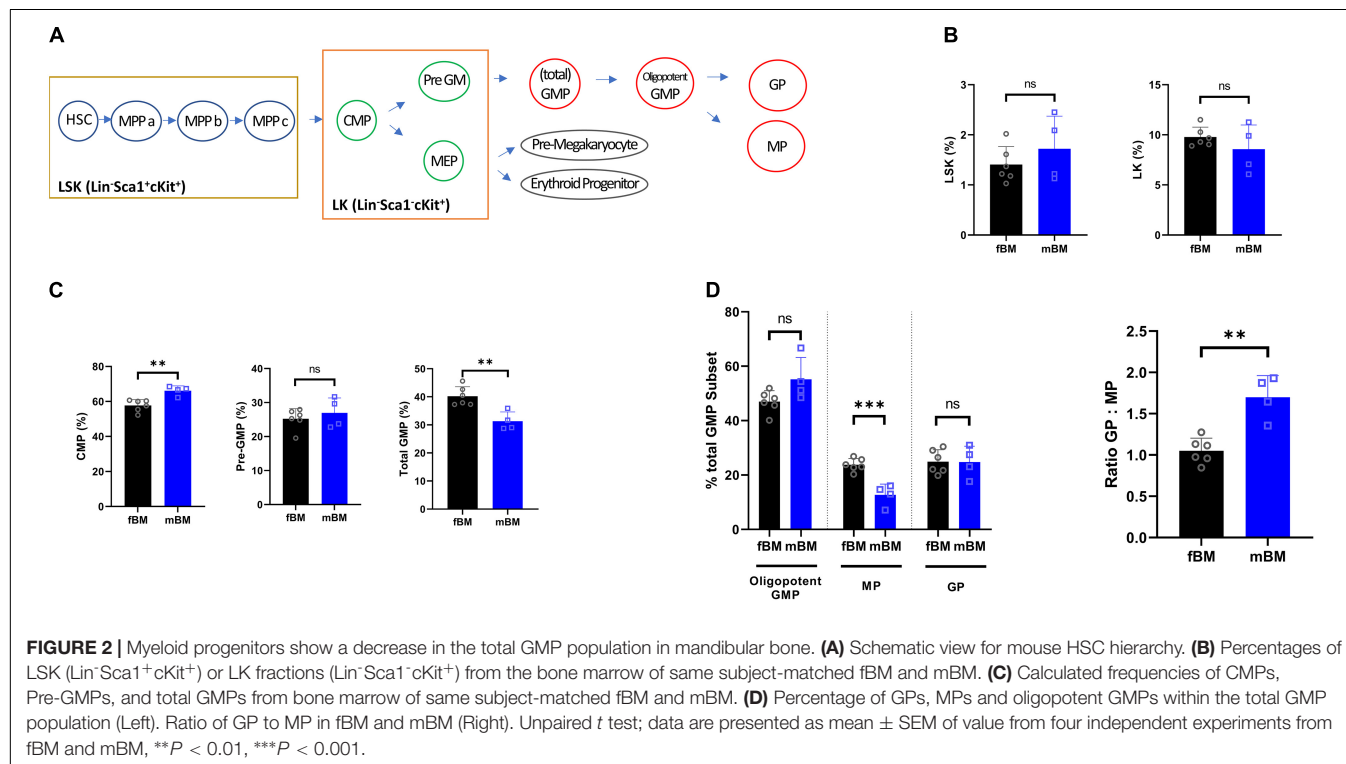 A
HSC
MPP a
MPP b
MPP c
LSK (Lin⁻Sca1⁺cKit⁺)
CMP
Pre GM
MEP
LK (Lin⁻Sca1⁻cKit⁺)
(total)
GMP
Oligopotent
GMP
GP
MP
Pre-Megakaryocyte
Erythroid Progenitor
B
LSK (%)
3
2
1
0
ns
fBM mBM
LK (%)
15
10
5
0
ns
fBM mBM
C
CMP (%)
80
60
40
20
0
**
fBM mBM
Pre-GMP (%)
40
30
20
10
0
ns
fBM mBM
Total GMP (%)
50
40
30
20
10
0
**
fBM mBM
D
% total GMP Subset
80
60
40
20
0
ns
***
ns
fBM mBM fBM mBM fBM mBM
Oligopotent
GMP
MP
GP
Ratio GP : MP
2.5
2.0
1.5
1.0
0.5
0.0
**
fBM mBM
FIGURE 2 | Myeloid progenitors show a decrease in the total GMP population in mandibular bone. (A) Schematic view for mouse HSC hierarchy. (B) Percentages of
LSK (Lin⁻Sca1⁺cKit⁺) or LK fractions (Lin⁻Sca1⁻cKit⁺) from the bone marrow of same subject-matched fBM and mBM. (C) Calculated frequencies of CMPs,
Pre-GMPs, and total GMPs from bone marrow of same subject-matched fBM and mBM. (D) Percentage of GPs, MPs and oligopotent GMPs within the total GMP
population (Left). Ratio of GP to MP in fBM and mBM (Right). Unpaired t test; data are presented as mean ± SEM of value from four independent experiments from
fBM and mBM, **P < 0.01, ***P < 0.001.